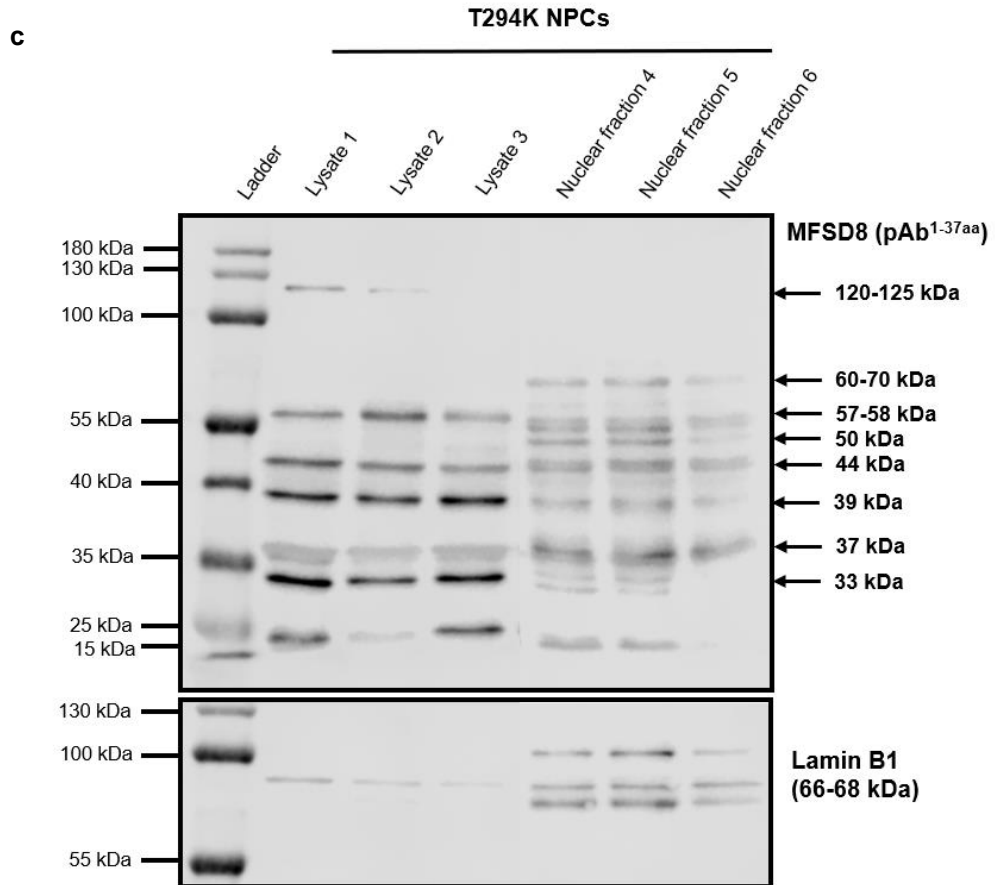 c
T294K NPCs
Ladder
Lysate 1
Lysate 2
Lysate 3
Nuclear fraction 4
Nuclear fraction 5
Nuclear fraction 6
MFSD8 (pAb1-37aa)
180 kDa
130 kDa
100 kDa
55 kDa
40 kDa
35 kDa
25 kDa
15 kDa
120-125 kDa
60-70 kDa
57-58 kDa
50 kDa
44 kDa
39 kDa
37 kDa
33 kDa
130 kDa
100 kDa
55 kDa
Lamin B1
(66-68 kDa)